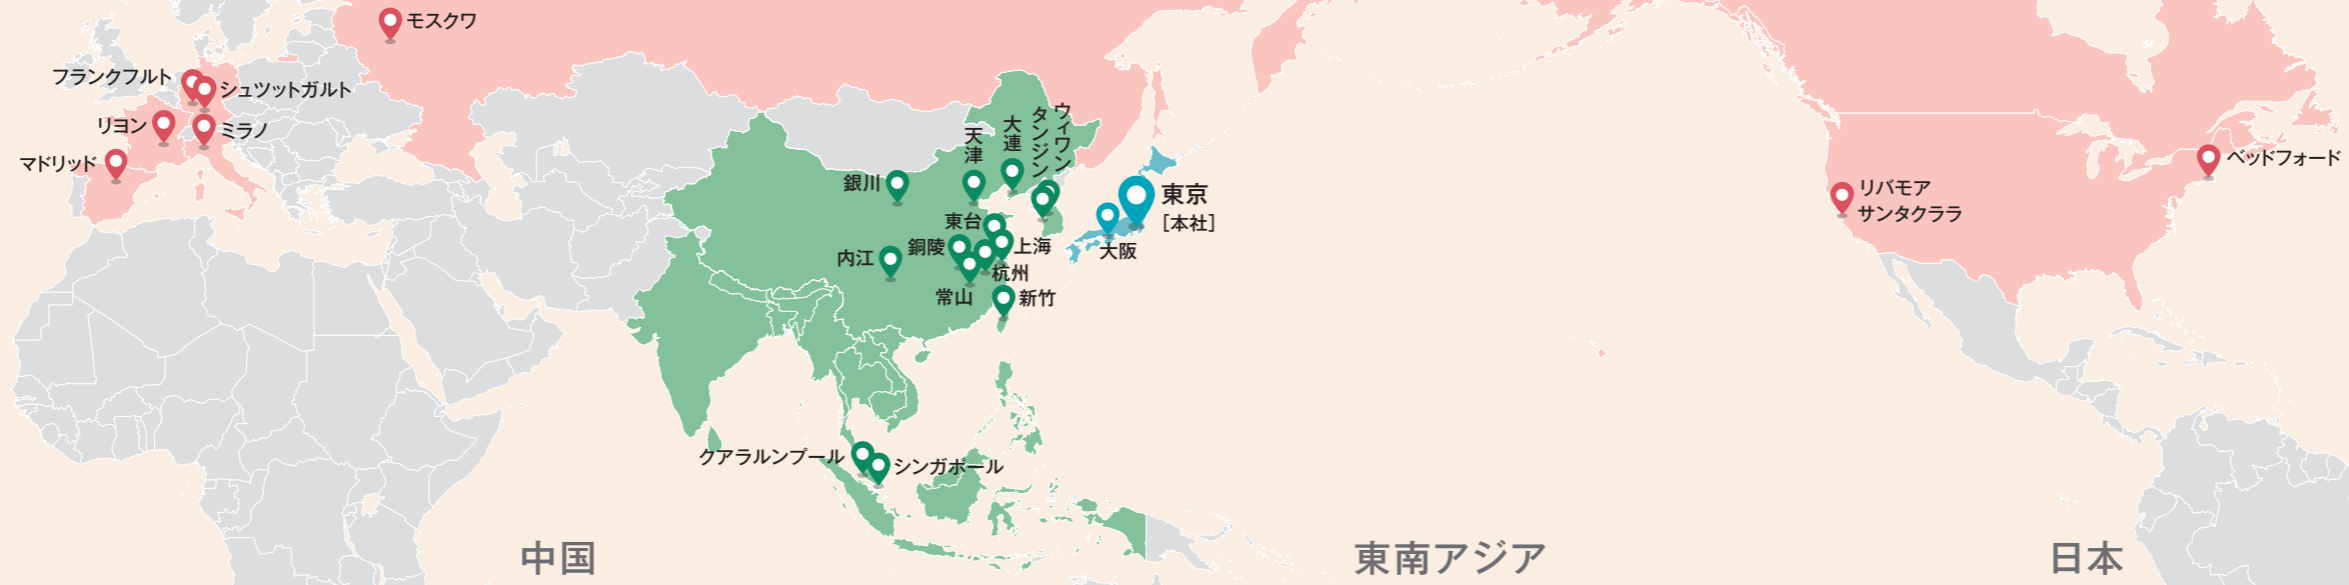 モスクワ
フランクフルト
シュツットガルト
リヨン
ミラノ
マドリッド
天津
大連
タンジン
ウィワン
銀川
東台
銅陵
上海
内江
杭州
常山
新竹
東京
[本社]
大阪
クアラルンプール
シンガポール
ベッドフォード
リバモア
サンタクララ
中国
東南アジア
日本